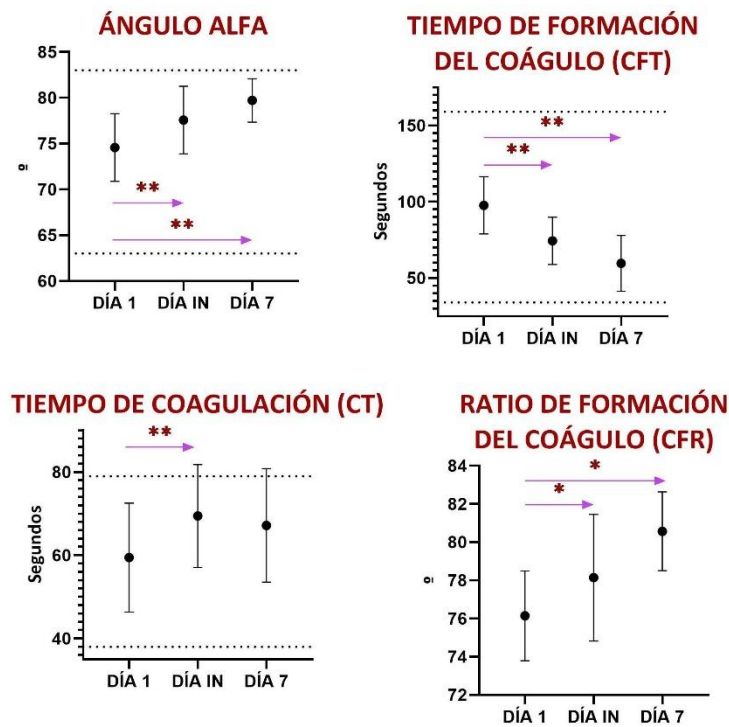 ÁNGULO ALFA
85
80
75
70
65
60
º
**
**
DÍA 1 DÍA IN DÍA 7
TIEMPO DE FORMACIÓN
DEL COÁGULO (CFT)
150
100
50
Segundos
**
**
DÍA 1 DÍA IN DÍA 7
TIEMPO DE COAGULACIÓN (CT)
80
60
40
Segundos
**
DÍA 1 DÍA IN DÍA 7
RATIO DE FORMACIÓN
DEL COÁGULO (CFR)
84
82
80
78
76
74
72
º
*
*
DÍA 1 DÍA IN DÍA 7